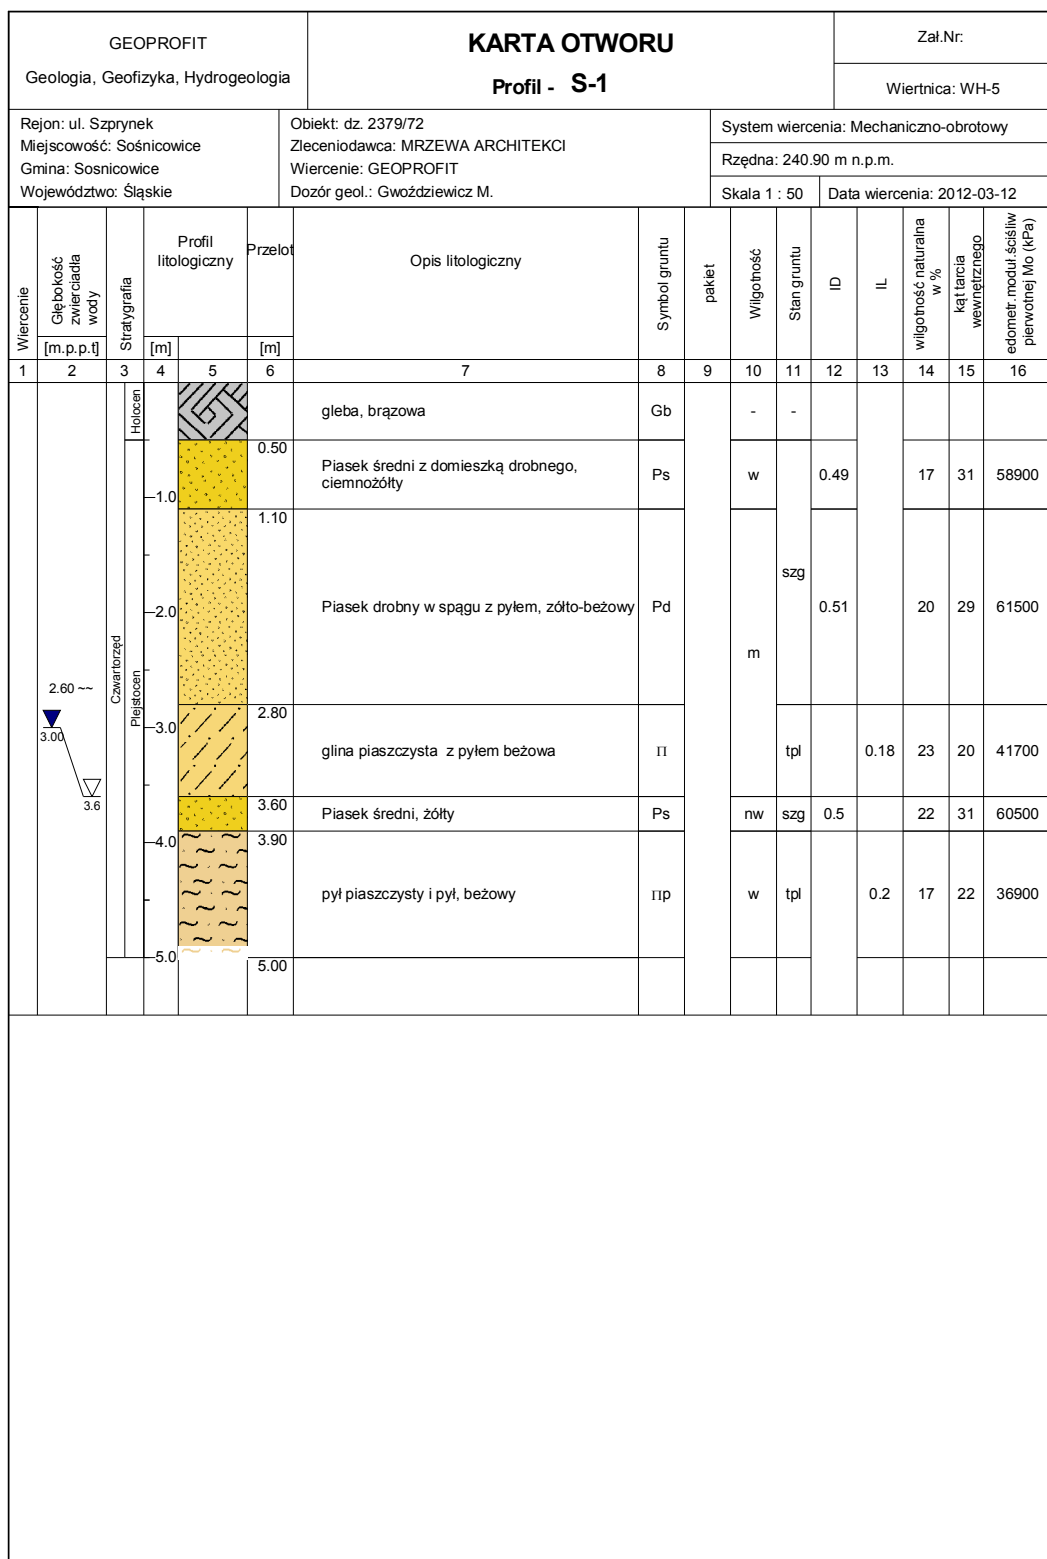 GEOPROFIT
Geologia, Geofizyka, Hydrogeologia
KARTA OTWORU
Profil - S-1
Zał.Nr:
Wiertnica: WH-5
Rejon: ul. Szprynek
Miejscowość: Sośnicowice
Gmina: Sosnicowice
Województwo: Śląskie
Obiekt: dz. 2379/72
Zleceniodawca: MRZEWA ARCHITEKCI
Wiercenie: GEOPROFIT
Dozór geol.: Gwoździewicz M.
System wiercenia: Mechaniczno-obrotowy
Rzędna: 240.90 m n.p.m.
Skala 1 : 50
Data wiercenia: 2012-03-12
Wiercenie
Głębokość
zwierciadła
wody
[m.p.p.t]
Stratygrafia
Profil
litologiczny
[m]
Przelot
[m]
Opis litologiczny
Symbol gruntu
pakiet
Wilgotność
Stan gruntu
ID
IL
wilgotność naturalna
w %
kąt tarcia
wewnętrznego
edometr.moduł.ściśliw
pierwotnej Mo (kPa)
1 2 3 4 5 6 7 8 9 10 11 12 13 14 15 16
Holocen
gleba, brązowa Gb - -
0.50
Piasek średni z domieszką drobnego,
ciemnożółty
Ps w 0.49 17 31 58900
1.0
1.10
szg
Piasek drobny w spągu z pyłem, zółto-beżowy Pd 0.51 20 29 61500
2.0
m
Czwartorzęd
Plejstocen
2.60 ~~
2.80
3.00
3.0
glina piaszczysta z pyłem beżowa П tpl 0.18 23 20 41700
3.6
3.60
Piasek średni, żółty Ps nw szg 0.5 22 31 60500
4.0
3.90
pył piaszczysty i pył, beżowy Пp w tpl 0.2 17 22 36900
5.0
5.00